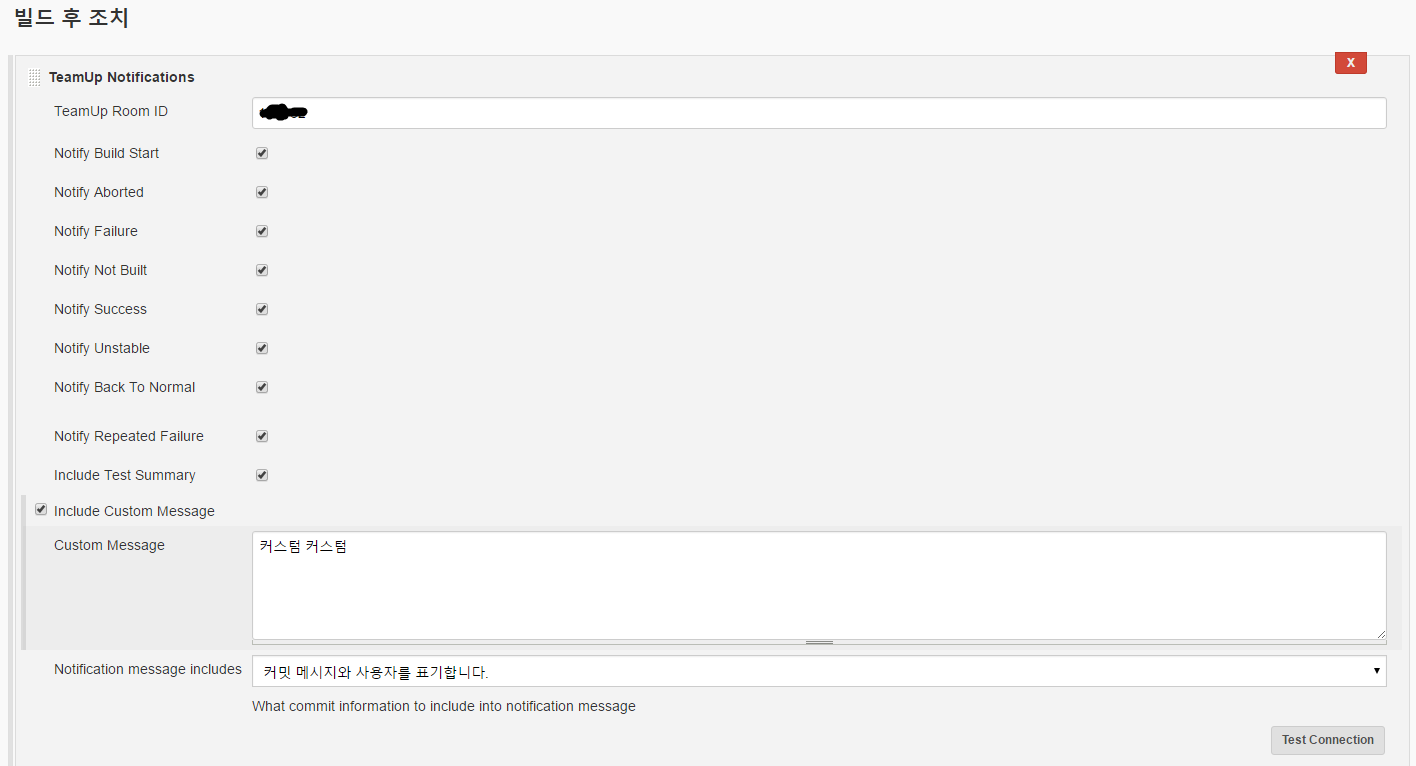 빌드 후 조치
X
TeamUp Notifications
TeamUp Room ID
Notify Build Start
Notify Aborted
Notify Failure
Notify Not Built
Notify Success
Notify Unstable
Notify Back To Normal
Notify Repeated Failure
Include Test Summary
Include Custom Message
Custom Message
커스텀 커스텀
Notification message includes
커밋 메시지와 사용자를 표기합니다.
What commit information to include into notification message
Test Connection